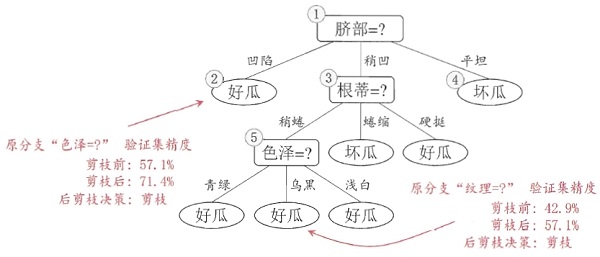 ① 脐部=?
凹陷 稍凹 平坦
② 好瓜 ③ 根蒂=? ④ 坏瓜
稍蜷 蜷缩 硬挺
⑤ 色泽=? 坏瓜 好瓜
青绿 乌黑 浅白
好瓜 好瓜 好瓜
原分支“色泽=?” 验证集精度
剪枝前: 57.1%
剪枝后: 71.4%
后剪枝决策: 剪枝
原分支“纹理=?” 验证集精度
剪枝前: 42.9%
剪枝后: 57.1%
后剪枝决策: 剪枝